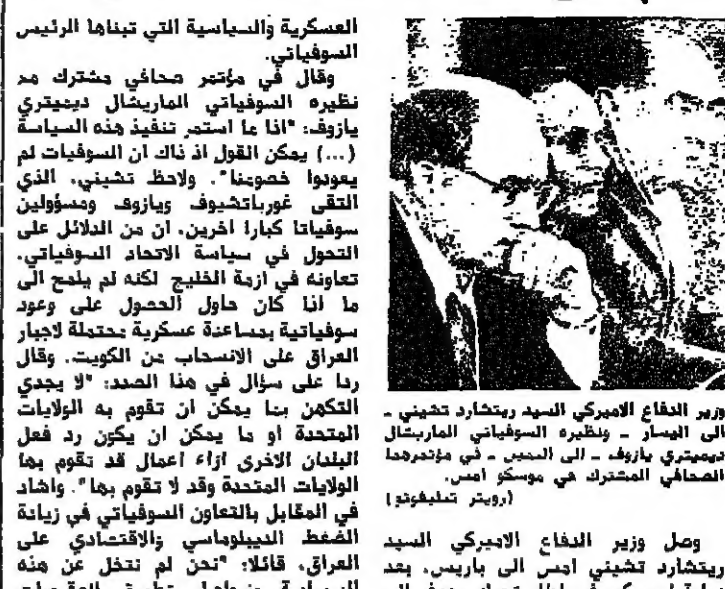 وزير الدفاع الاميركي السيد ريتشارد تشيني ـ
الى اليسار ـ ونظيره السوفياتي الماريشال
ديميتري يازوف ـ الى اليمين ـ في مؤتمرهما
الصحافي المشترك في موسكو امس.
(رويتر تليفوتو)
وصل وزير الدفاع الاميركي السيد
ريتشارد تشيني امس الى باريس، بعد
العسكرية والسياسية التي تبناها الرئيس
السوفياتي.
وقال في مؤتمر صحافي مشترك مع
نظيره السوفياتي الماريشال ديميتري
يازوف: "اذا ما استمر تنفيذ هذه السياسة
(...) يمكن القول اذ ذاك ان السوفيات لم
يعودوا خصومنا". ولاحظ تشيني، الذي
التقى غورباتشيوف ويازوف ومسؤولين
سوفياتا كبارا اخرين، ان من الدلائل على
التحول في سياسة الاتحاد السوفياتي،
تعاونه في ازمة الخليج لكنه لم يلمح الى
ما اذا كان حاول الحصول على وعود
سوفياتية بمساعدة عسكرية محتملة لاجبار
العراق على الانسحاب من الكويت. وقال
ردا على سؤال في هذا الصدد: "لا يجدي
التكهن بما يمكن ان تقوم به الولايات
المتحدة او ما يمكن ان يكون رد فعل
البلدان الاخرى ازاء اعمال قد تقوم بها
الولايات المتحدة وقد لا تقوم بها". واشاد
في المقابل بالتعاون السوفياتي في زيادة
الضغط الديبلوماسي والاقتصادي على
العراق، قائلا: "نحن لم نتخل عن هذه